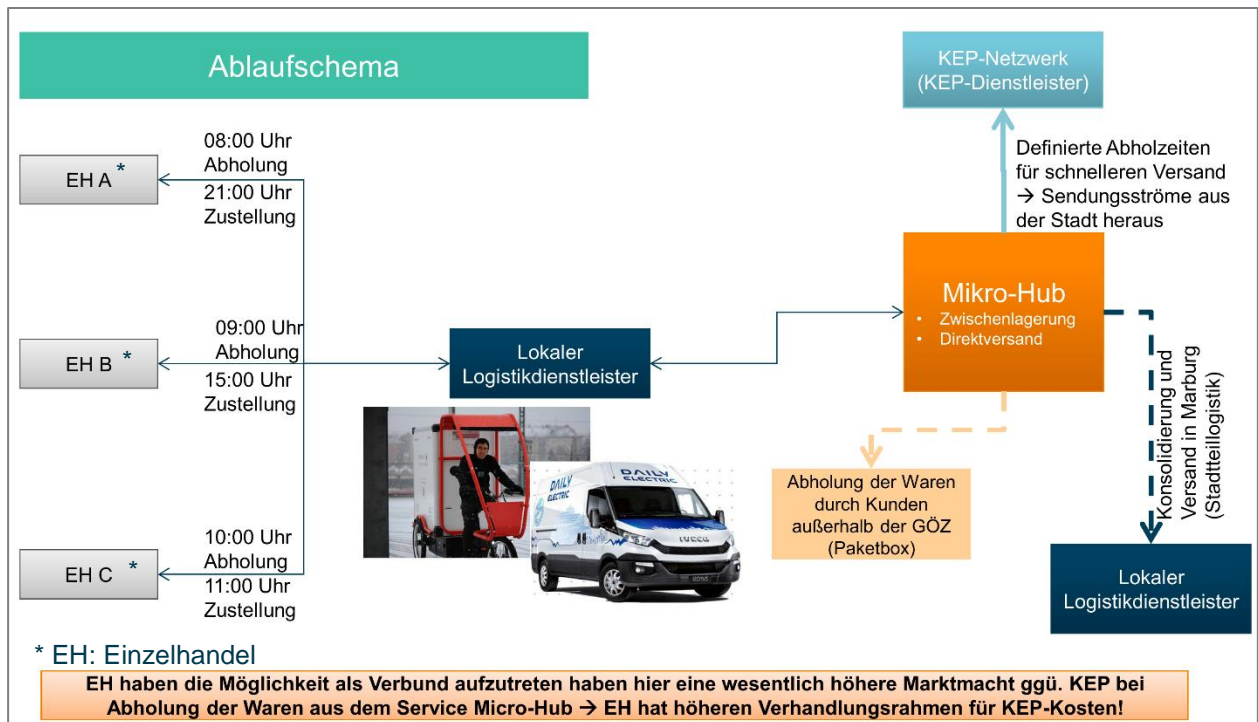 Ablaufschema
KEP-Netzwerk
(KEP-Dienstleister)
Definierte Abholzeiten
für schnelleren Versand
→ Sendungsströme aus
der Stadt heraus
08:00 Uhr
Abholung
EH A *
21:00 Uhr
Zustellung
09:00 Uhr
Abholung
EH B *
15:00 Uhr
Zustellung
10:00 Uhr
Abholung
EH C *
11:00 Uhr
Zustellung
Lokaler
Logistikdienstleister
DAILY
ELECTRIC
DAILY
ELECTRIC
IVECO
Mikro-Hub
• Zwischenlagerung
• Direktversand
Abholung der Waren
durch Kunden
außerhalb der GÖZ
(Paketbox)
Konsolidierung und
Versand in Marburg
(Stadtteillogistik)
Lokaler
Logistikdienstleister
* EH: Einzelhandel
EH haben die Möglichkeit als Verbund aufzutreten haben hier eine wesentlich höhere Marktmacht ggü. KEP bei
Abholung der Waren aus dem Service Micro-Hub → EH hat höheren Verhandlungsrahmen für KEP-Kosten!